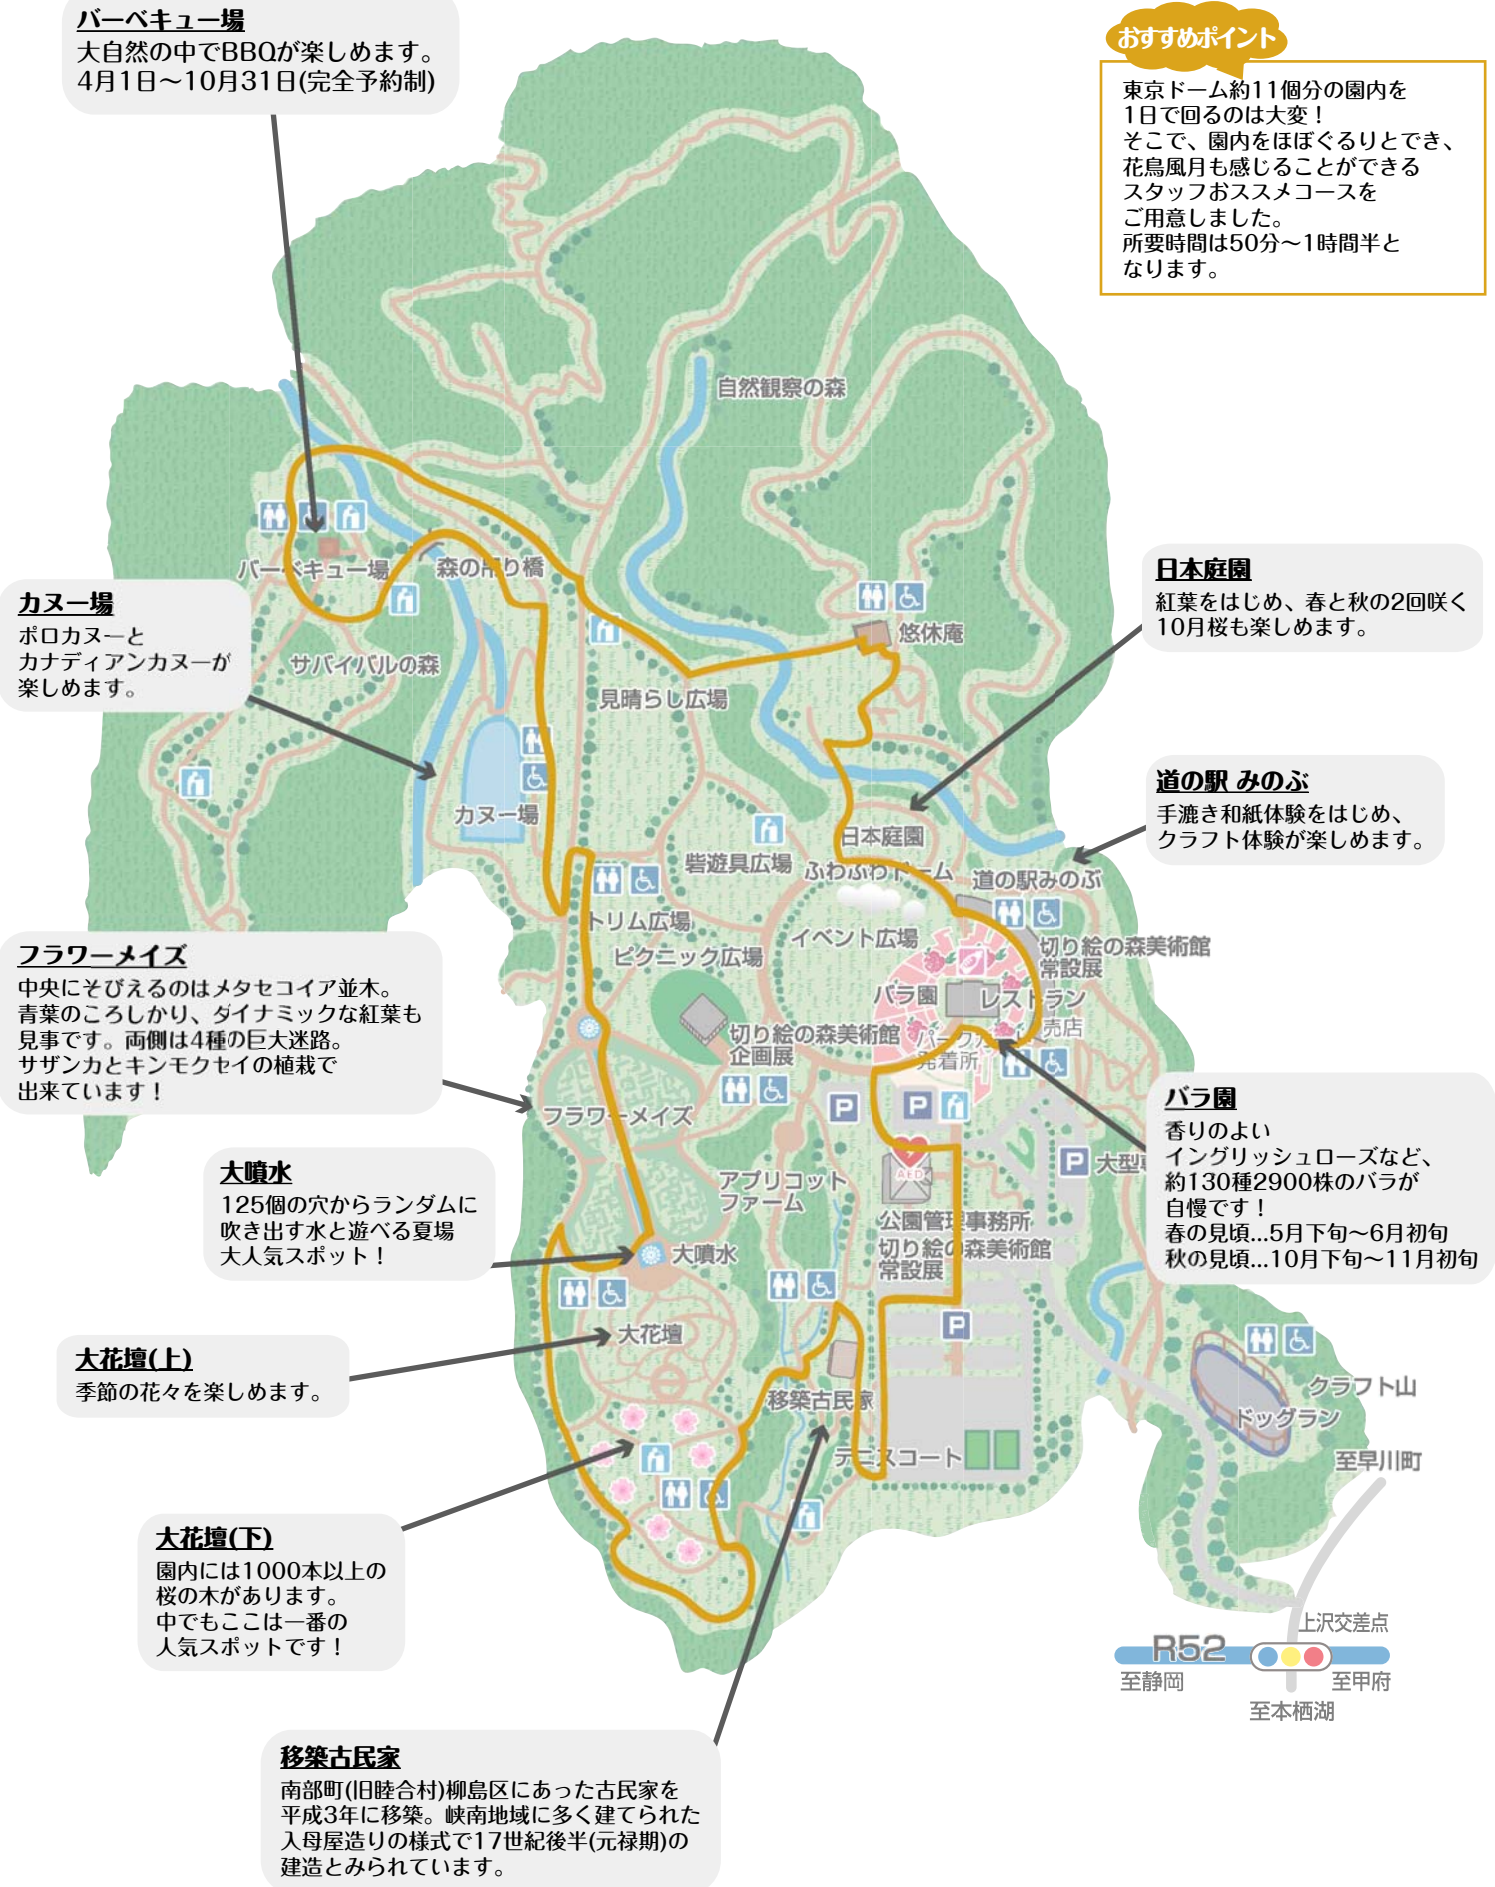 バーベキュー場
大自然の中でBBQが楽しめます。
4月1日〜10月31日(完全予約制)
おすすめポイント
東京ドーム約11個分の園内を
1日で回るのは大変！
そこで、園内をほぼぐるりとでき、
花鳥風月も感じることができる
スタッフおススメコースを
ご用意しました。
所要時間は50分〜1時間半と
なります。
自然観察の森
バーベキュー場
森の吊り橋
日本庭園
紅葉をはじめ、春と秋の2回咲く
10月桜も楽しめます。
カヌー場
ポロカヌーと
カナディアンカヌーが
楽しめます。
悠休庵
サバイバルの森
見晴らし広場
道の駅 みのぶ
手漉き和紙体験をはじめ、
クラフト体験が楽しめます。
カヌー場
日本庭園
砦遊具広場
ふわふわドーム
道の駅みのぶ
トリム広場
イベント広場
ピクニック広場
切り絵の森美術館
常設展
フラワーメイズ
中央にそびえるのはメタセコイア並木。
青葉のころしかり、ダイナミックな紅葉も
見事です。両側は4種の巨大迷路。
サザンカとキンモクセイの植栽で
出来ています！
バラ園
レストラン
売店
切り絵の森美術館
企画展
発着所
フラワーメイズ
P
P
P
P
バラ園
香りのよい
イングリッシュローズなど、
約130種2900株のバラが
自慢です！
春の見頃...5月下旬〜6月初旬
秋の見頃...10月下旬〜11月初旬
大型
AED
アプリコット
ファーム
大噴水
125個の穴からランダムに
吹き出す水と遊べる夏場
大人気スポット！
公園管理事務所
切り絵の森美術館
常設展
大噴水
大花壇
大花壇(上)
季節の花々を楽しめます。
移築古民家
クラフト山
ドッグラン
テニスコート
至早川町
大花壇(下)
園内には1000本以上の
桜の木があります。
中でもここは一番の
人気スポットです！
上沢交差点
R52
至静岡
至甲府
至本栖湖
移築古民家
南部町(旧睦合村)柳島区にあった古民家を
平成3年に移築。峡南地域に多く建てられた
入母屋造りの様式で17世紀後半(元禄期)の
建造とみられています。